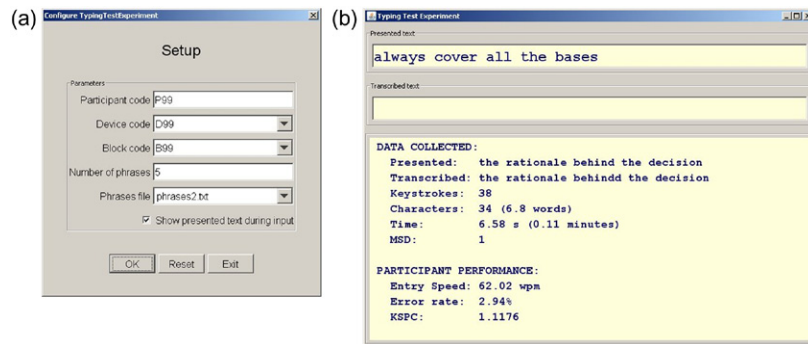 (a)
Configure TypingTestExperiment
Setup
Parameters
Participant code P99
Device code D99
Block code B99
Number of phrases 5
Phrases file phrases2.txt
Show presented text during input
OK Reset Exit
(b)
Typing Test Experiment
Presented text
always cover all the bases
Transcribed text
DATA COLLECTED:
Presented: the rationale behind the decision
Transcribed: the rationale behindd the decision
Keystrokes: 38
Characters: 34 (6.8 words)
Time: 6.58 s (0.11 minutes)
MSD: 1
PARTICIPANT PERFORMANCE:
Entry Speed: 62.02 wpm
Error rate: 2.94%
KSPC: 1.1176